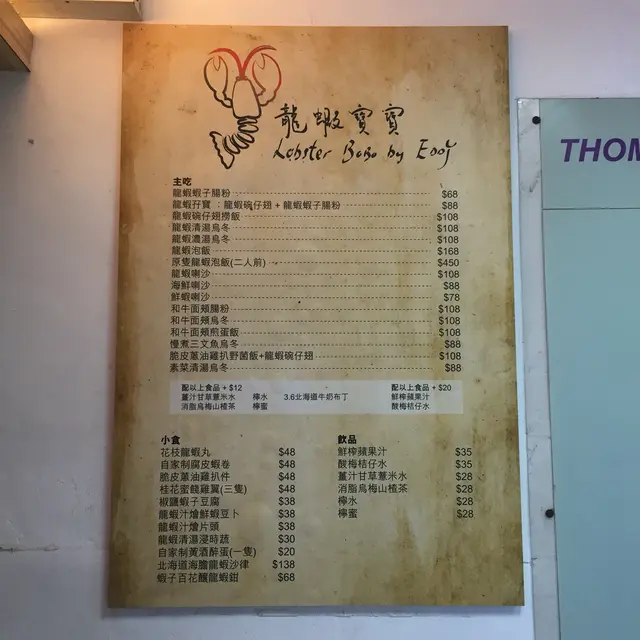 龍蝦寶寶
Lobster BoBo by Eddy
THOM
主吃
龍蝦蝦子腸粉 $68
龍蝦孖寶 : 龍蝦碗仔翅 + 龍蝦蝦子腸粉 $88
龍蝦碗仔翅撈飯 $108
龍蝦清湯烏冬 $108
龍蝦濃湯烏冬 $108
龍蝦泡飯 $168
原隻龍蝦泡飯(二人前) $450
龍蝦喇沙 $108
海鮮喇沙 $88
鮮蝦喇沙 $78
和牛面頰腸粉 $108
和牛面頰烏冬 $108
和牛面頰煎蛋飯 $108
慢煮三文魚烏冬 $88
脆皮蔥油雞扒野菌飯+龍蝦碗仔翅 $108
素菜清湯烏冬 $88
配以上食品 + $12
薑汁甘草薏米水 檸水 3.6北海道牛奶布丁
消脂烏梅山楂茶 檸蜜
配以上食品 + $20
鮮榨蘋果汁
酸梅桔仔水
小食
花枝龍蝦丸 $48
自家制腐皮蝦卷 $48
脆皮蔥油雞扒件 $48
桂花蜜餞雞翼(三隻) $48
椒鹽蝦子豆腐 $38
龍蝦汁燴鮮蝦豆卜 $38
龍蝦汁燴片頭 $38
龍蝦清湯浸時蔬 $30
自家制黃酒醉蛋(一隻) $20
北海道海膽龍蝦沙律 $138
蝦子百花釀龍蝦鉗 $68
飲品
鮮榨蘋果汁 $35
酸梅桔仔水 $35
薑汁甘草薏米水 $28
消脂烏梅山楂茶 $28
檸水 $28
檸蜜 $28